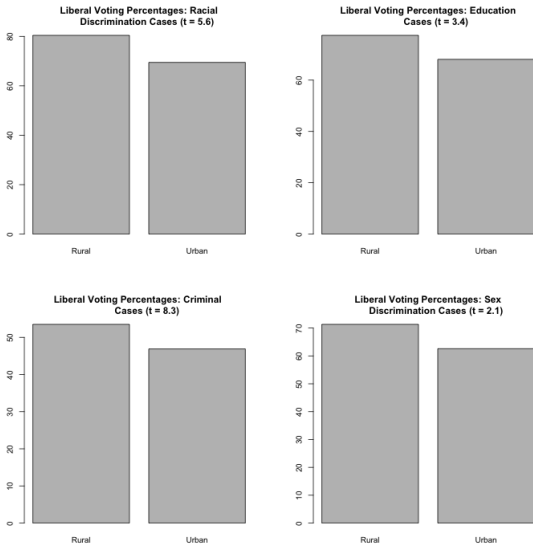 Liberal Voting Percentages: Racial
Discrimination Cases (t = 5.6)
80
60
40
20
0
Rural
Urban
Liberal Voting Percentages: Education
Cases (t = 3.4)
60
40
20
0
Rural
Urban
Liberal Voting Percentages: Criminal
Cases (t = 8.3)
50
40
30
20
10
0
Rural
Urban
Liberal Voting Percentages: Sex
Discrimination Cases (t = 2.1)
70
60
50
40
30
20
10
0
Rural
Urban